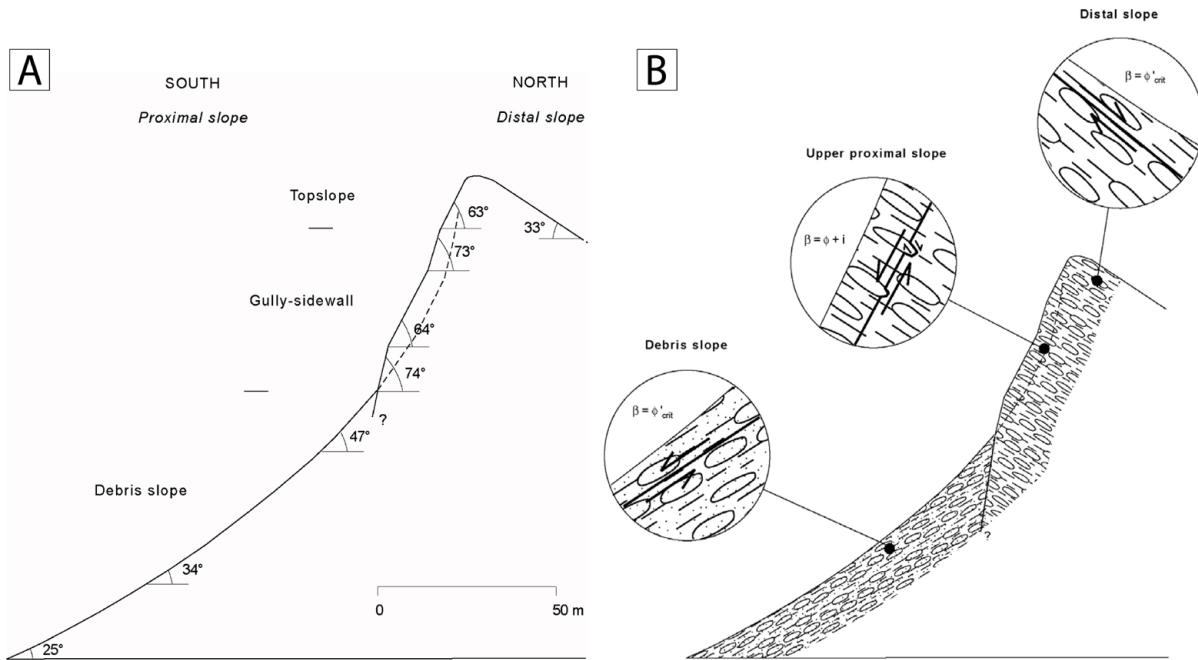 A
SOUTH
NORTH
Proximal slope
Distal slope
Topslope
63°
33°
73°
Gully-sidewall
64°
74°
?
47°
Debris slope
34°
0
50 m
25°
B
Distal slope
β = ϕ'crit
Upper proximal slope
β = ϕ + i
Debris slope
β = ϕ'crit
?